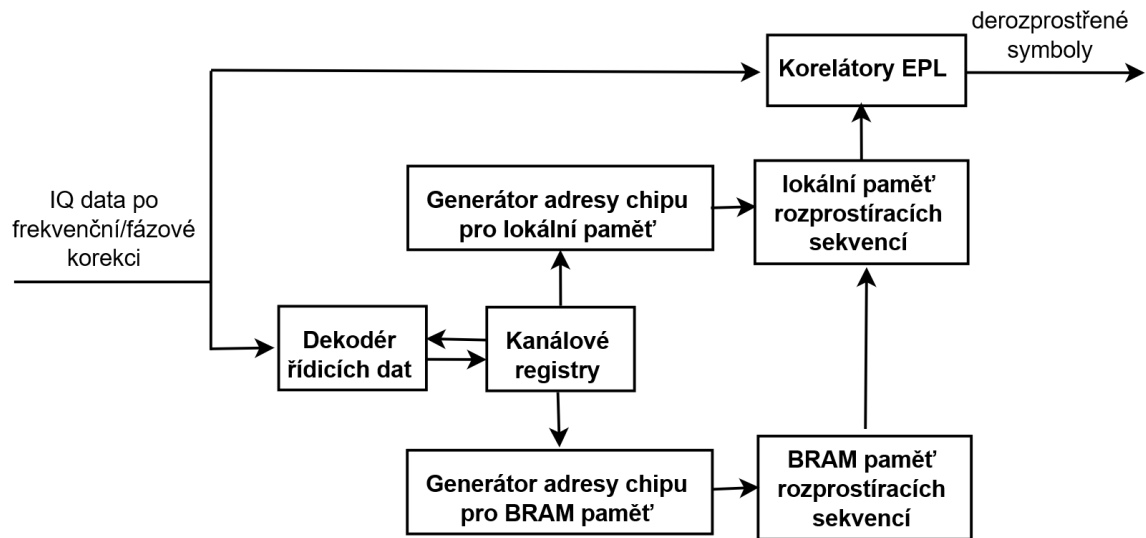 derozprostřené
symboly
Korelátory EPL
IQ data po
frekvenční/fázové
korekci
Generátor adresy chipu
pro lokální paměť
lokální paměť
rozprostíracích
sekvencí
Dekodér
řídicích dat
Kanálové
registry
Generátor adresy chipu
pro BRAM paměť
BRAM paměť
rozprostíracích
sekvencí